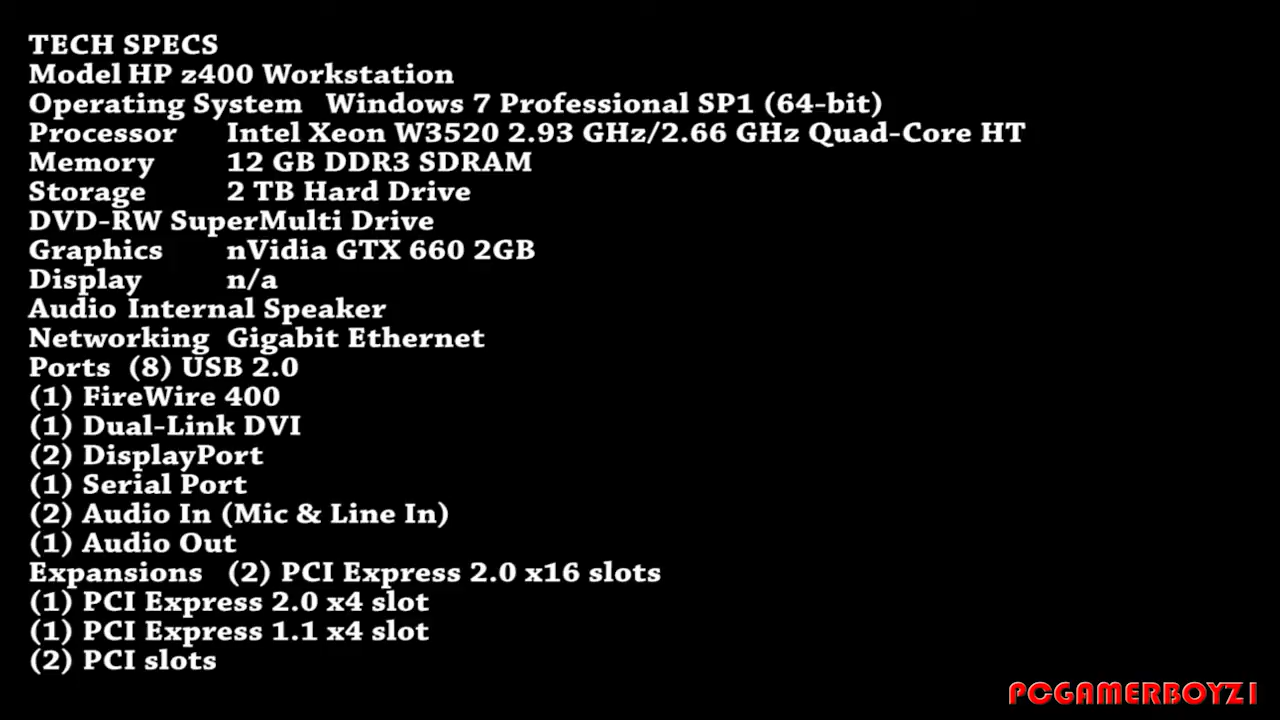 TECH SPECS
Model HP z400 Workstation
Operating System Windows 7 Professional SP1 (64-bit)
Processor Intel Xeon W3520 2.93 GHz/2.66 GHz Quad-Core HT
Memory 12 GB DDR3 SDRAM
Storage 2 TB Hard Drive
DVD-RW SuperMulti Drive
Graphics nVidia GTX 660 2GB
Display n/a
Audio Internal Speaker
Networking Gigabit Ethernet
Ports (8) USB 2.0
(1) FireWire 400
(1) Dual-Link DVI
(2) DisplayPort
(1) Serial Port
(2) Audio In (Mic & Line In)
(1) Audio Out
Expansions (2) PCI Express 2.0 x16 slots
(1) PCI Express 2.0 x4 slot
(1) PCI Express 1.1 x4 slot
(2) PCI slots
PCGAMERBOYZ1